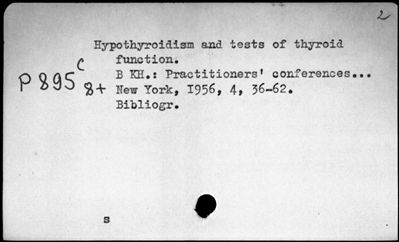 2
Hypothyroidism and tests of thyroid
function.
B KH.: Practitioners' conferences...
New York, 1956, 4, 36-62.
Bibliogr.
P 895 c
8+
s